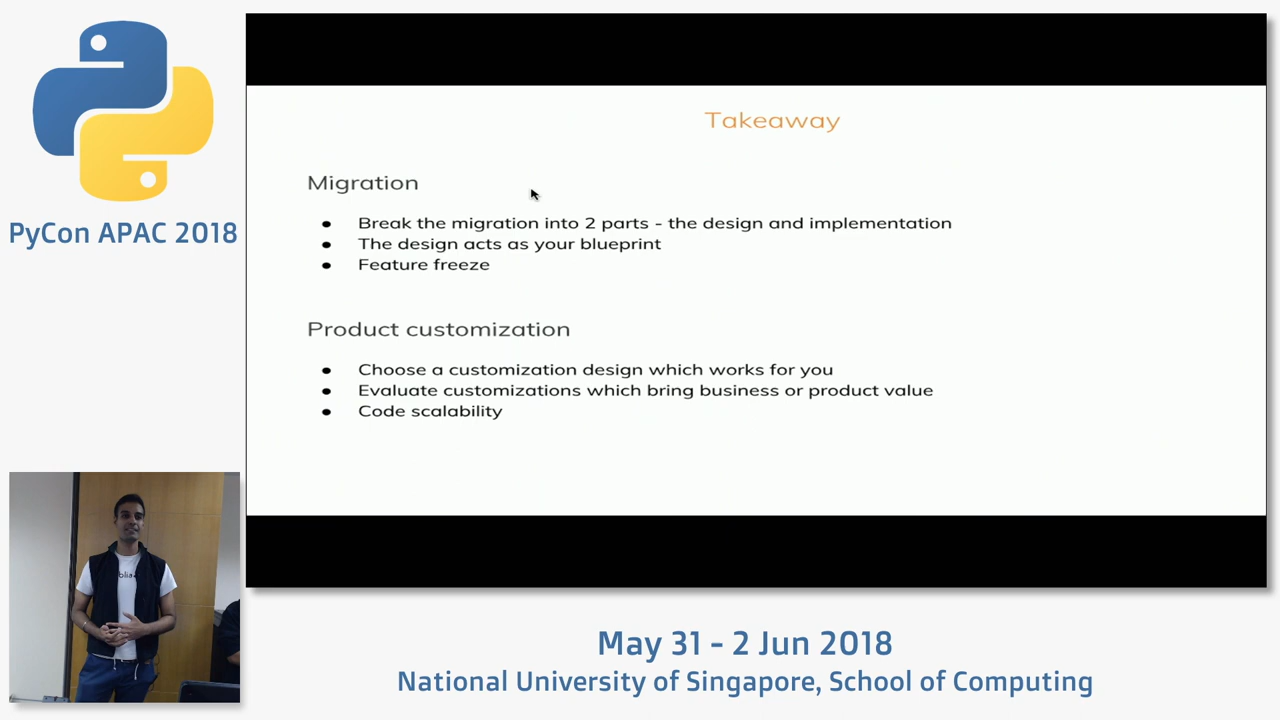 PyCon APAC 2018
Takeaway
Migration
● Break the migration into 2 parts - the design and implementation
● The design acts as your blueprint
● Feature freeze
Product customization
● Choose a customization design which works for you
● Evaluate customizations which bring business or product value
● Code scalability
May 31 - 2 Jun 2018
National University of Singapore, School of Computing